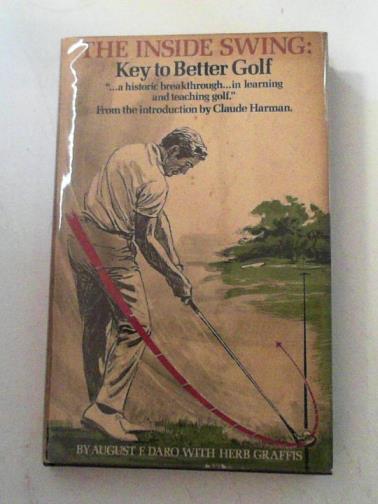 THE INSIDE SWING:
Key to Better Golf
"...a historic breakthrough...in learning
and teaching golf."
From the introduction by Claude Harman.
BY AUGUST F. DARO WITH HERB GRAFFIS